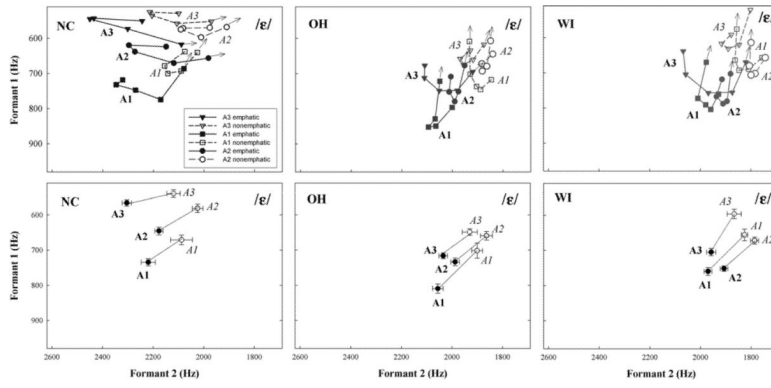 NC /ɛ/
A3
A3
A2
A2
A1
A1
Formant 1 (Hz)
600
700
800
900
A3 emphatic
A3 nonemphatic
A1 emphatic
A1 nonemphatic
A2 emphatic
A2 nonemphatic
OH /ɛ/
A3
A2
A3
A1
A2
A1
WI /ɛ/
A1
A3
A3
A2
A1
A2
NC /ɛ/
A3
A3
A2
A2
A1
A1
Formant 1 (Hz)
600
700
800
900
2600 2400 2200 2000 1800
Formant 2 (Hz)
OH /ɛ/
A3
A2
A3
A2
A1
A1
2600 2400 2200 2000 1800
Formant 2 (Hz)
WI /ɛ/
A3
A1
A2
A3
A1 A2
2600 2400 2200 2000 1800
Formant 2 (Hz)